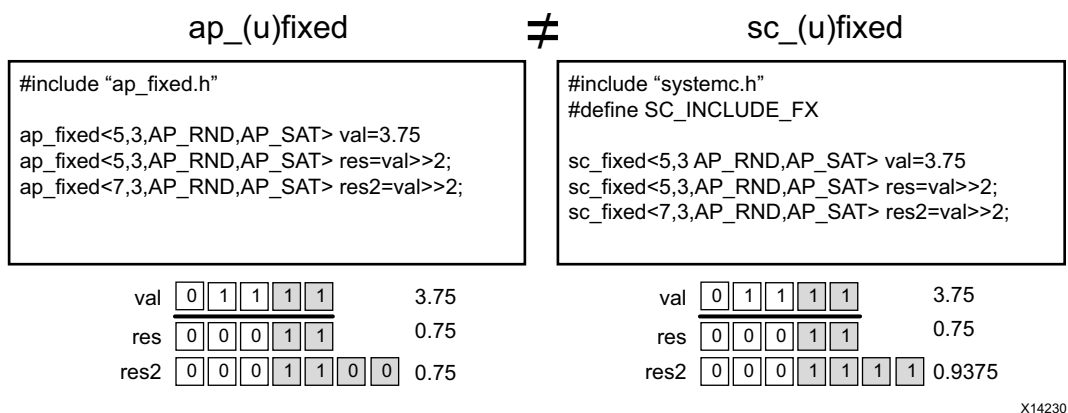 ap_(u)fixed ≠ sc_(u)fixed
#include “ap_fixed.h”
ap_fixed<5,3,AP_RND,AP_SAT> val=3.75
ap_fixed<5,3,AP_RND,AP_SAT> res=val>>2;
ap_fixed<7,3,AP_RND,AP_SAT> res2=val>>2;
#include “systemc.h”
#define SC_INCLUDE_FX
sc_fixed<5,3 AP_RND,AP_SAT> val=3.75
sc_fixed<5,3,AP_RND,AP_SAT> res=val>>2;
sc_fixed<7,3,AP_RND,AP_SAT> res2=val>>2;
val 0 1 1 1 1 3.75
res 0 0 0 1 1 0.75
res2 0 0 0 1 1 0 0 0.75
val 0 1 1 1 1 3.75
res 0 0 0 1 1 0.75
res2 0 0 0 1 1 1 1 0.9375
X14230